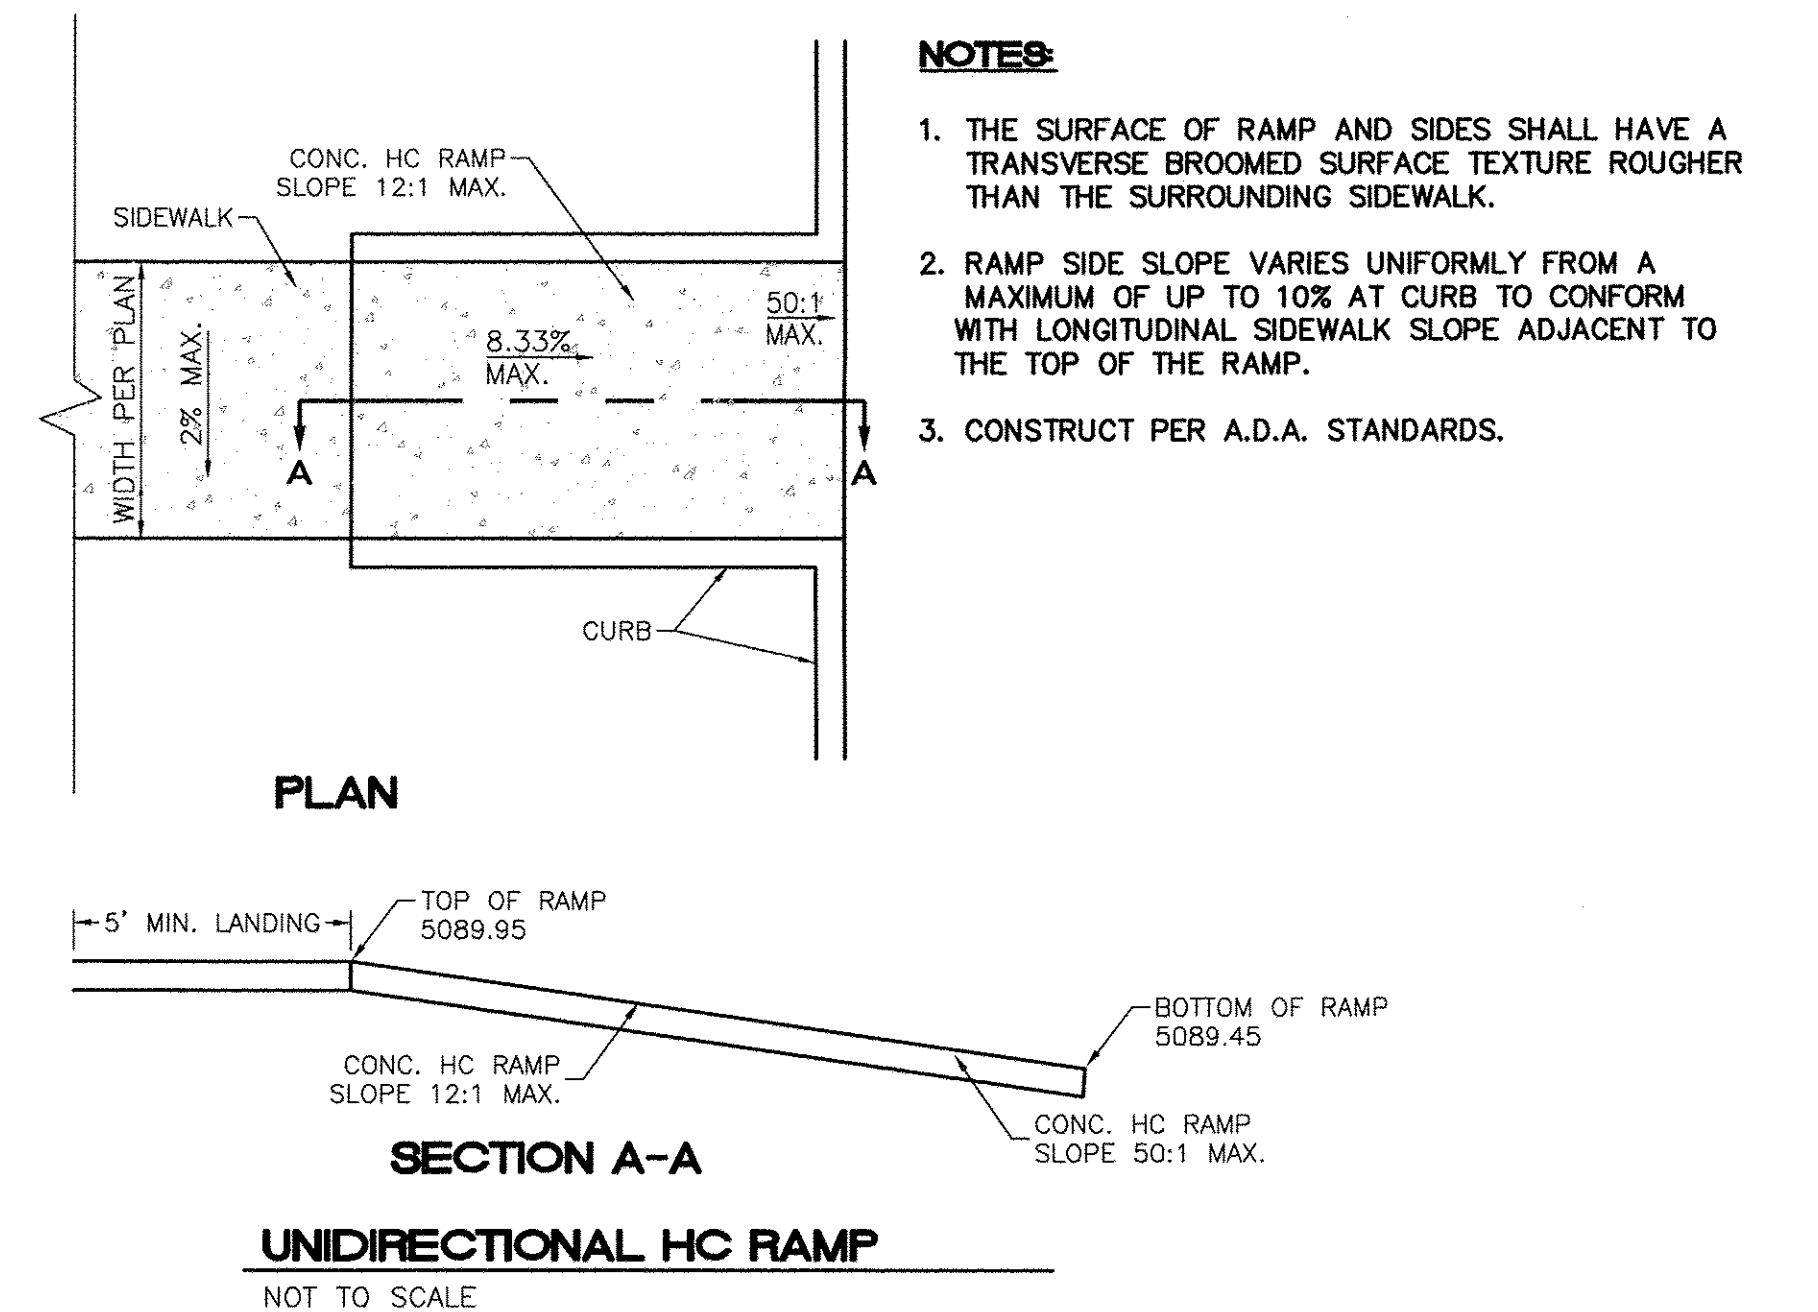 NOTES:
1. THE SURFACE OF RAMP AND SIDES SHALL HAVE A
TRANSVERSE BROOMED SURFACE TEXTURE ROUGHER
THAN THE SURROUNDING SIDEWALK.
2. RAMP SIDE SLOPE VARIES UNIFORMLY FROM A
MAXIMUM OF UP TO 10% AT CURB TO CONFORM
WITH LONGITUDINAL SIDEWALK SLOPE ADJACENT TO
THE TOP OF THE RAMP.
3. CONSTRUCT PER A.D.A. STANDARDS.
CONC. HC RAMP
SLOPE 12:1 MAX.
SIDEWALK
WIDTH PER PLAN
2% MAX.
8.33%
MAX.
50:1
MAX.
A
A
CURB
PLAN
5' MIN. LANDING
TOP OF RAMP
5089.95
BOTTOM OF RAMP
5089.45
CONC. HC RAMP
SLOPE 12:1 MAX.
CONC. HC RAMP
SLOPE 50:1 MAX.
SECTION A-A
UNIDIRECTIONAL HC RAMP
NOT TO SCALE